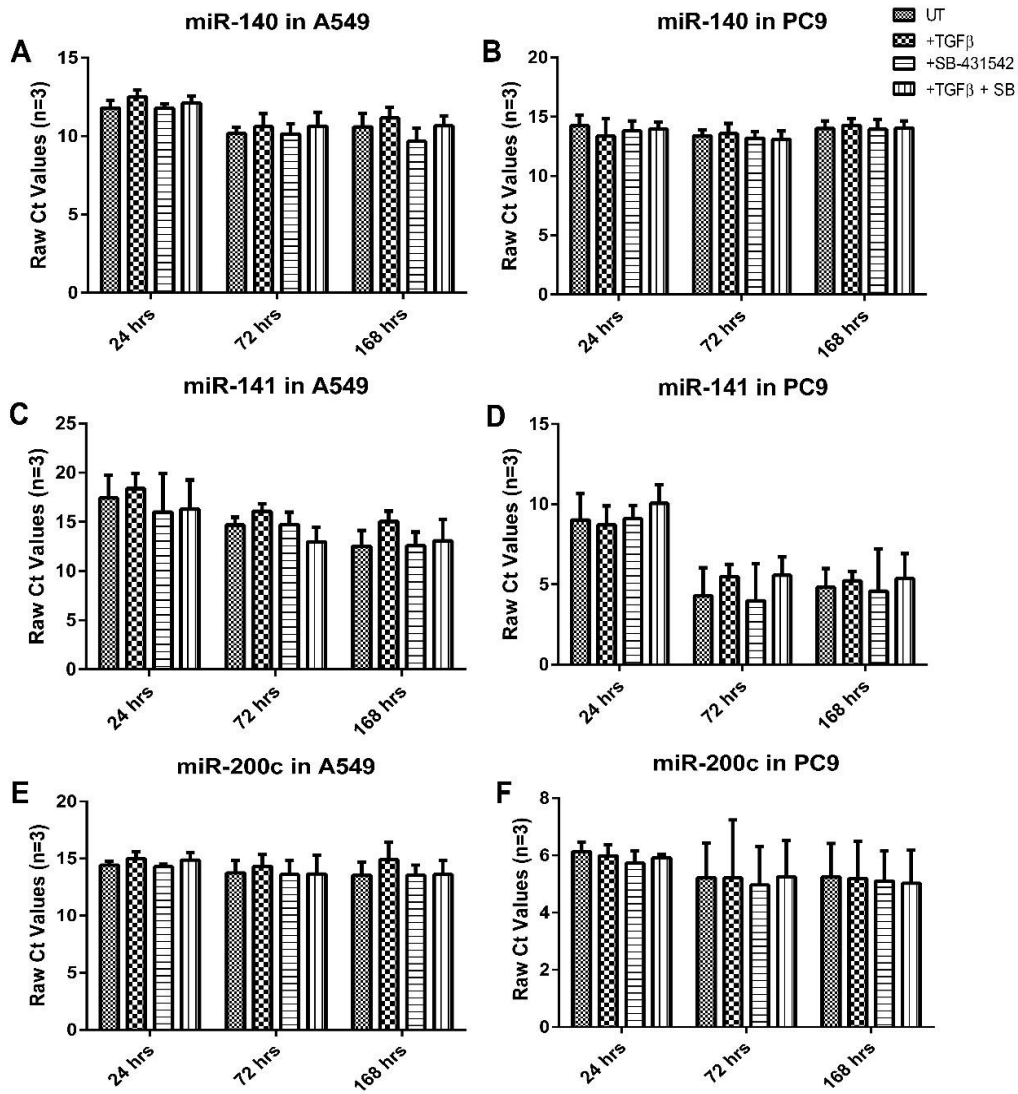 miR-140 in A549
miR-140 in PC9
UT
+TGFβ
+SB-431542
+TGFβ + SB
A
Raw Ct Values (n=3)
15
10
5
0
24 hrs
72 hrs
168 hrs
B
Raw Ct Values (n=3)
20
15
10
5
0
24 hrs
72 hrs
168 hrs
miR-141 in A549
C
Raw Ct Values (n=3)
25
20
15
10
5
0
24 hrs
72 hrs
168 hrs
miR-141 in PC9
D
Raw Ct Values (n=3)
15
10
5
0
24 hrs
72 hrs
168 hrs
miR-200c in A549
E
Raw Ct Values (n=3)
20
15
10
5
0
24 hrs
72 hrs
168 hrs
miR-200c in PC9
F
Raw Ct Values (n=3)
8
6
4
2
0
24 hrs
72 hrs
168 hrs